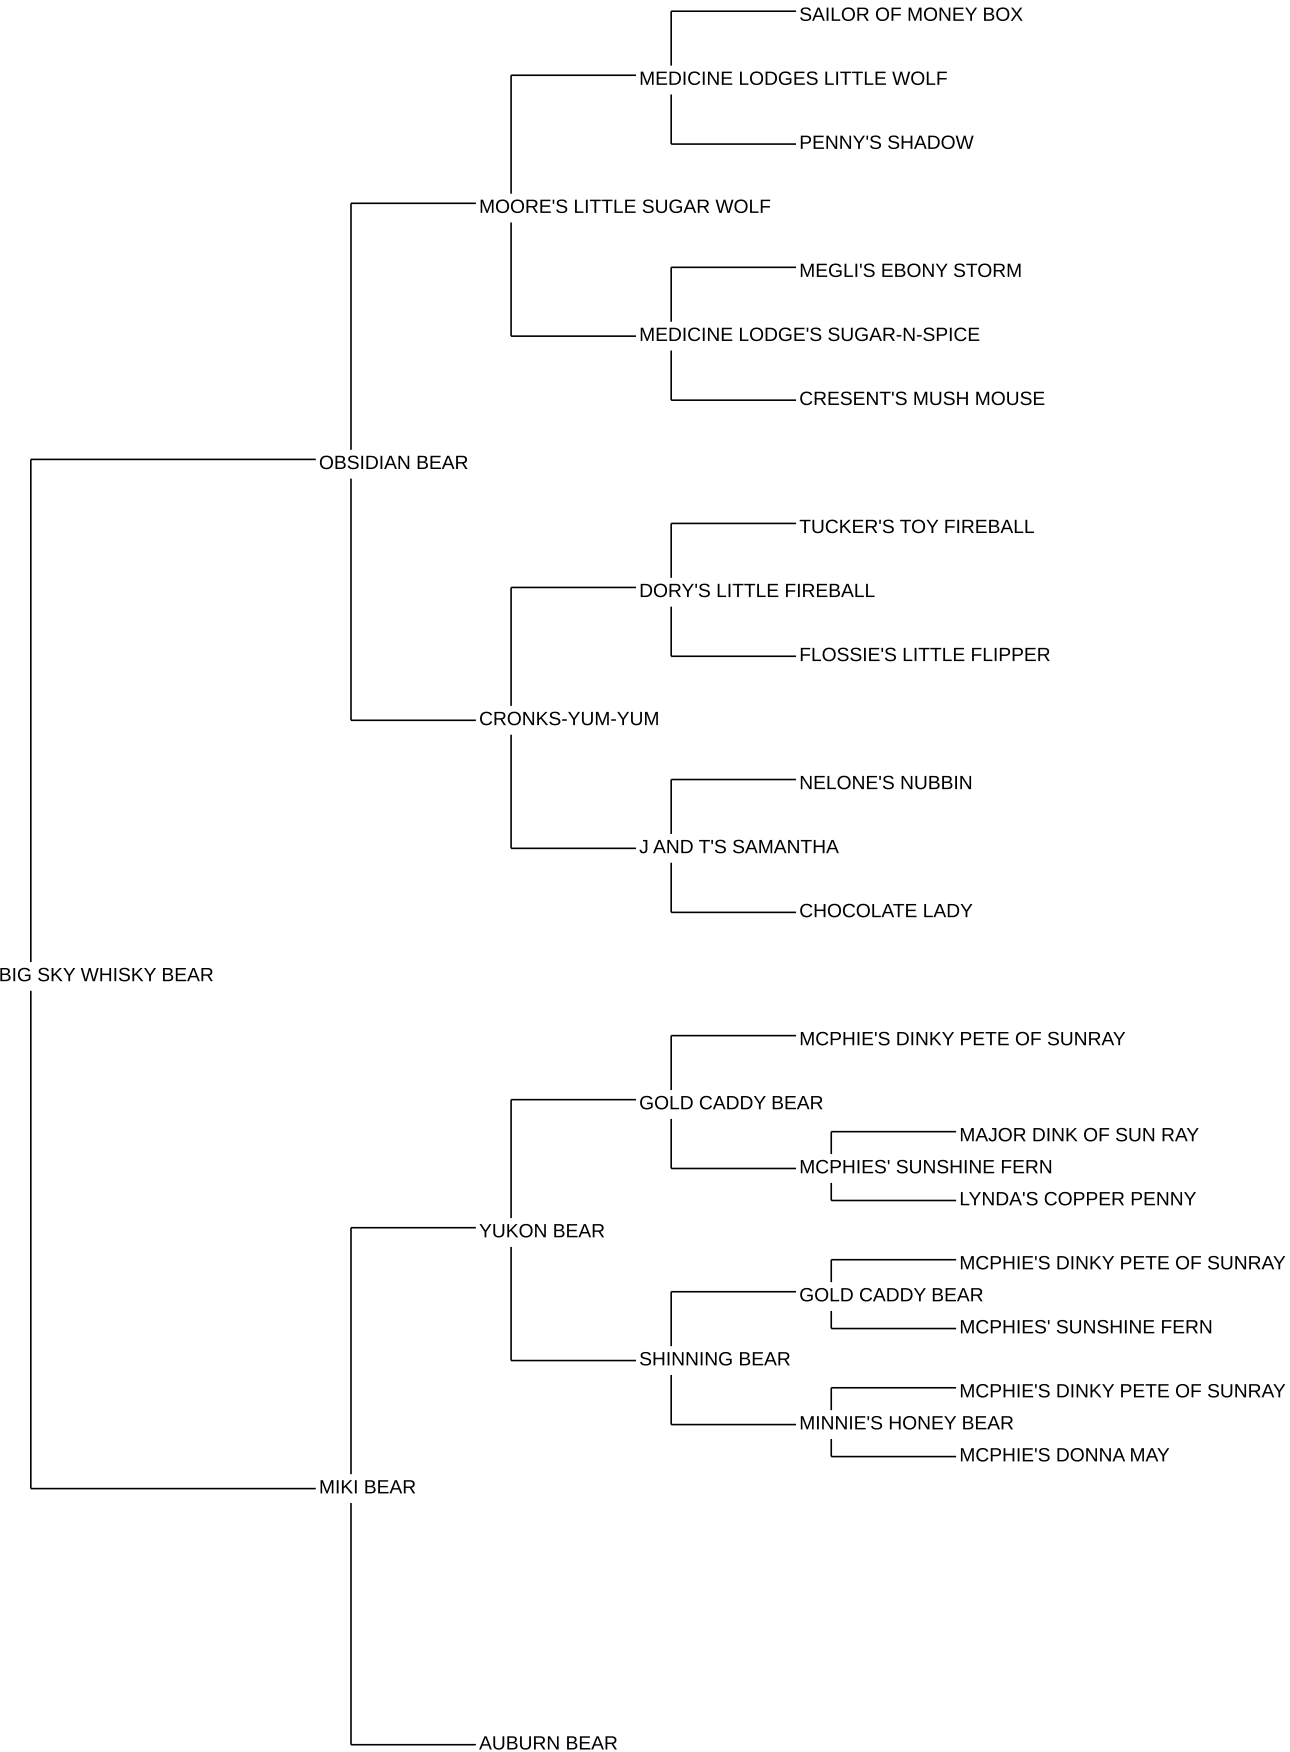 SAILOR OF MONEY BOX
MEDICINE LODGES LITTLE WOLF
PENNY'S SHADOW
MOORE'S LITTLE SUGAR WOLF
MEGLI'S EBONY STORM
MEDICINE LODGE'S SUGAR-N-SPICE
CRESENT'S MUSH MOUSE
OBSIDIAN BEAR
TUCKER'S TOY FIREBALL
DORY'S LITTLE FIREBALL
FLOSSIE'S LITTLE FLIPPER
CRONKS-YUM-YUM
NELONE'S NUBBIN
J AND T'S SAMANTHA
CHOCOLATE LADY
BIG SKY WHISKY BEAR
MCPHIE'S DINKY PETE OF SUNRAY
GOLD CADDY BEAR
MAJOR DINK OF SUN RAY
MCPHIES' SUNSHINE FERN
LYNDA'S COPPER PENNY
YUKON BEAR
MCPHIE'S DINKY PETE OF SUNRAY
GOLD CADDY BEAR
MCPHIES' SUNSHINE FERN
SHINNING BEAR
MCPHIE'S DINKY PETE OF SUNRAY
MINNIE'S HONEY BEAR
MCPHIE'S DONNA MAY
MIKI BEAR
AUBURN BEAR